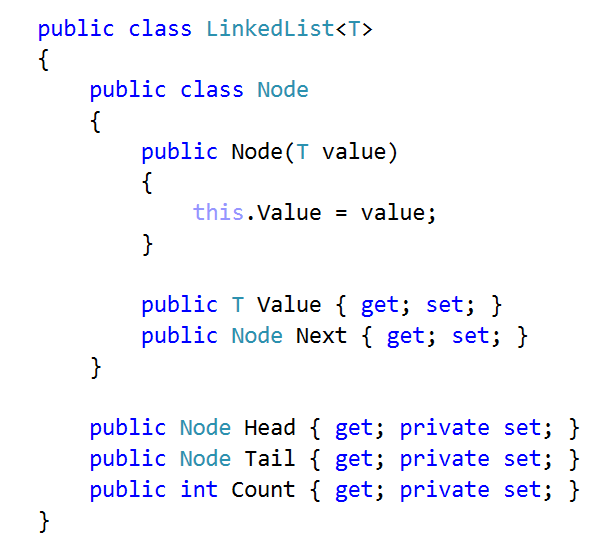 public class LinkedList<T>
{
    public class Node
    {
        public Node(T value)
        {
            this.Value = value;
        }

        public T Value { get; set; }
        public Node Next { get; set; }
    }

    public Node Head { get; private set; }
    public Node Tail { get; private set; }
    public int Count { get; private set; }
}